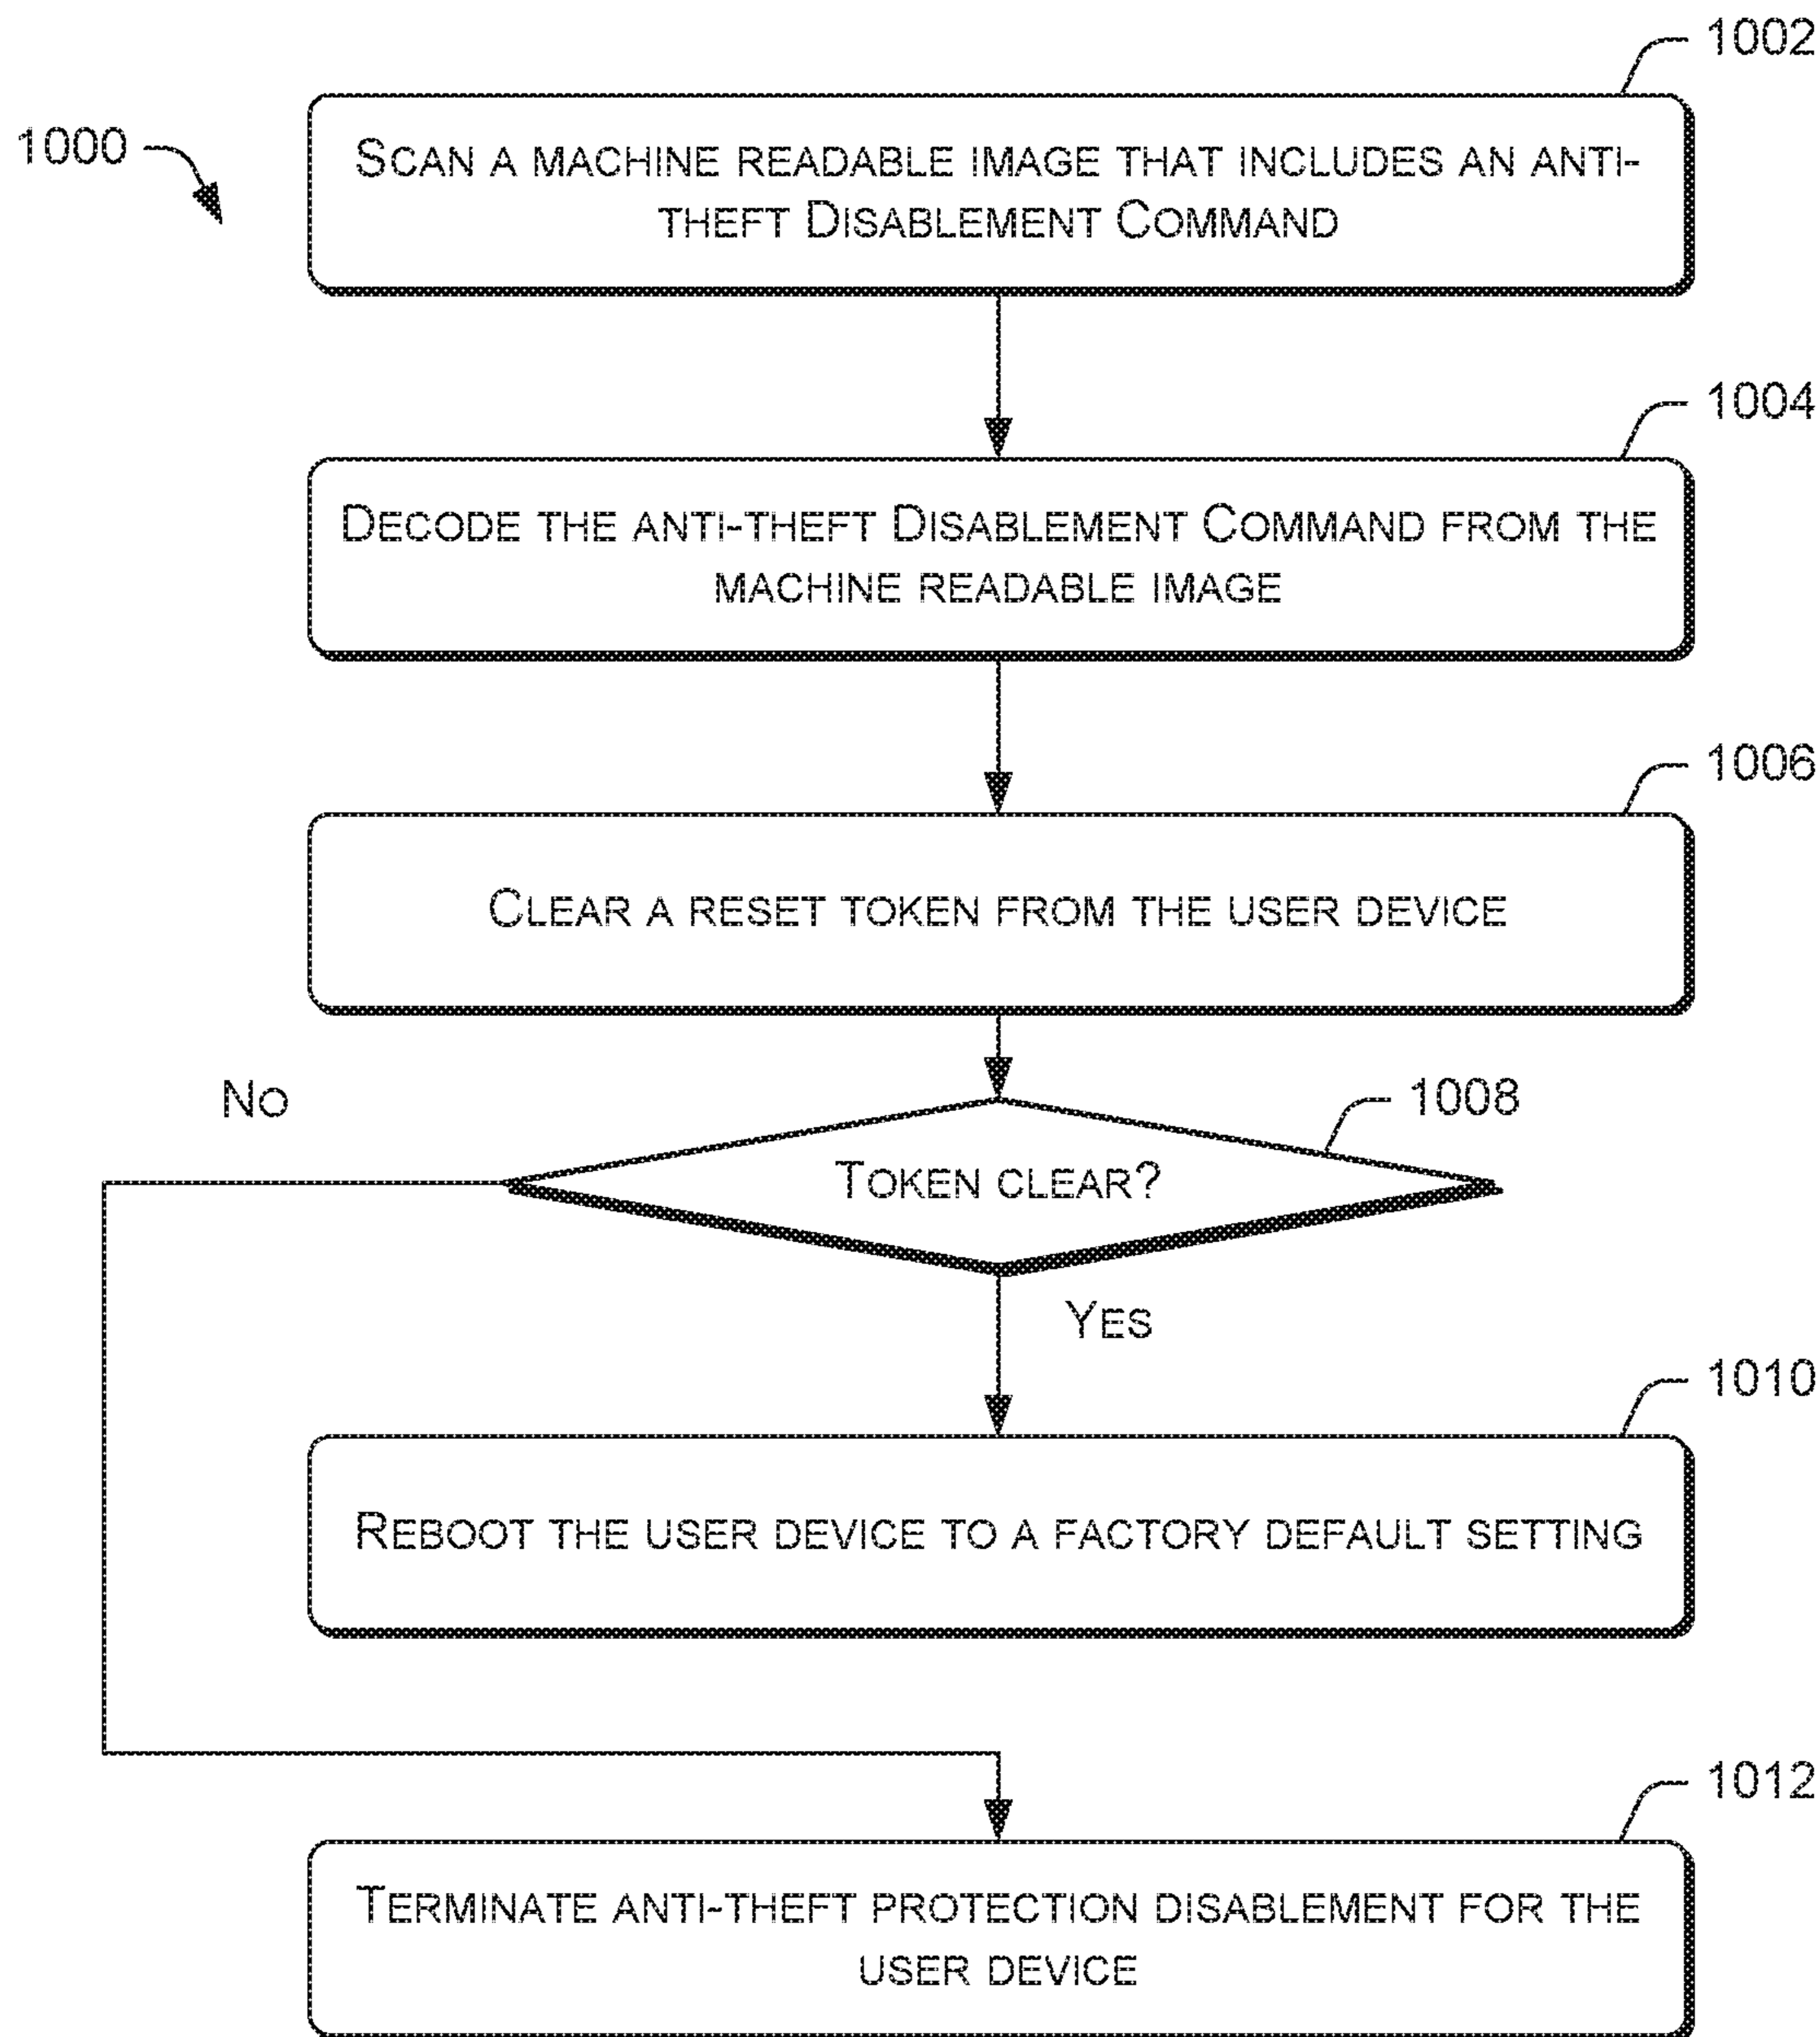 1002
1000
SCAN A MACHINE READABLE IMAGE THAT INCLUDES AN ANTI-
THEFT DISABLEMENT COMMAND
1004
DECODE THE ANTI-THEFT DISABLEMENT COMMAND FROM THE
MACHINE READABLE IMAGE
1006
CLEAR A RESET TOKEN FROM THE USER DEVICE
NO
1008
TOKEN CLEAR?
YES
1010
REBOOT THE USER DEVICE TO A FACTORY DEFAULT SETTING
1012
TERMINATE ANTI-THEFT PROTECTION DISABLEMENT FOR THE
USER DEVICE